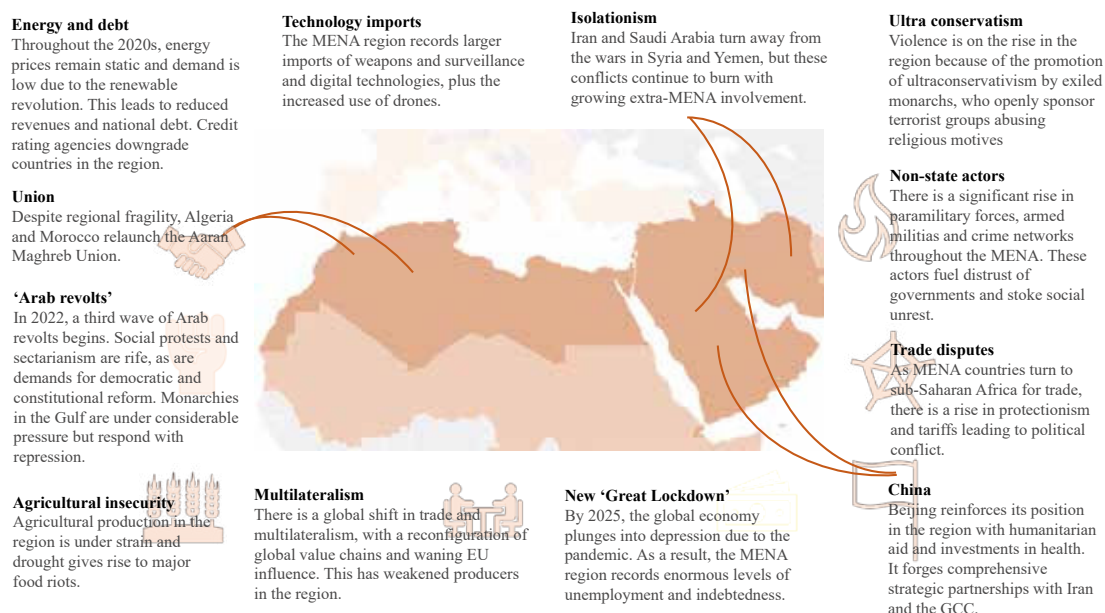 Energy and debt
Throughout the 2020s, energy
prices remain static and demand is
low due to the renewable
revolution. This leads to reduced
revenues and national debt. Credit
rating agencies downgrade
countries in the region.
Technology imports
The MENA region records larger
imports of weapons and surveillance
and digital technologies, plus the
increased use of drones.
Isolationism
Iran and Saudi Arabia turn away from
the wars in Syria and Yemen, but these
conflicts continue to burn with
growing extra-MENA involvement.
Ultra conservatism
Violence is on the rise in the
region because of the promotion
of ultraconservativism by exiled
monarchs, who openly sponsor
terrorist groups abusing
religious motives
Union
Despite regional fragility, Algeria
and Morocco relaunch the Aaran
Maghreb Union.
Non-state actors
There is a significant rise in
paramilitary forces, armed
militias and crime networks
throughout the MENA. These
actors fuel distrust of
governments and stoke social
unrest.
‘Arab revolts’
In 2022, a third wave of Arab
revolts begins. Social protests and
sectarianism are rife, as are
demands for democratic and
constitutional reform. Monarchies
in the Gulf are under considerable
pressure but respond with
repression.
Trade disputes
As MENA countries turn to
sub-Saharan Africa for trade,
there is a rise in protectionism
and tariffs leading to political
conflict.
Agricultural insecurity
Agricultural production in the
region is under strain and
drought gives rise to major
food riots.
Multilateralism
There is a global shift in trade and
multilateralism, with a reconfiguration of
global value chains and waning EU
influence. This has weakened producers
in the region.
New ‘Great Lockdown’
By 2025, the global economy
plunges into depression due to the
pandemic. As a result, the MENA
region records enormous levels of
unemployment and indebtedness.
China
Beijing reinforces its position
in the region with humanitarian
aid and investments in health.
It forges comprehensive
strategic partnerships with Iran
and the GCC.